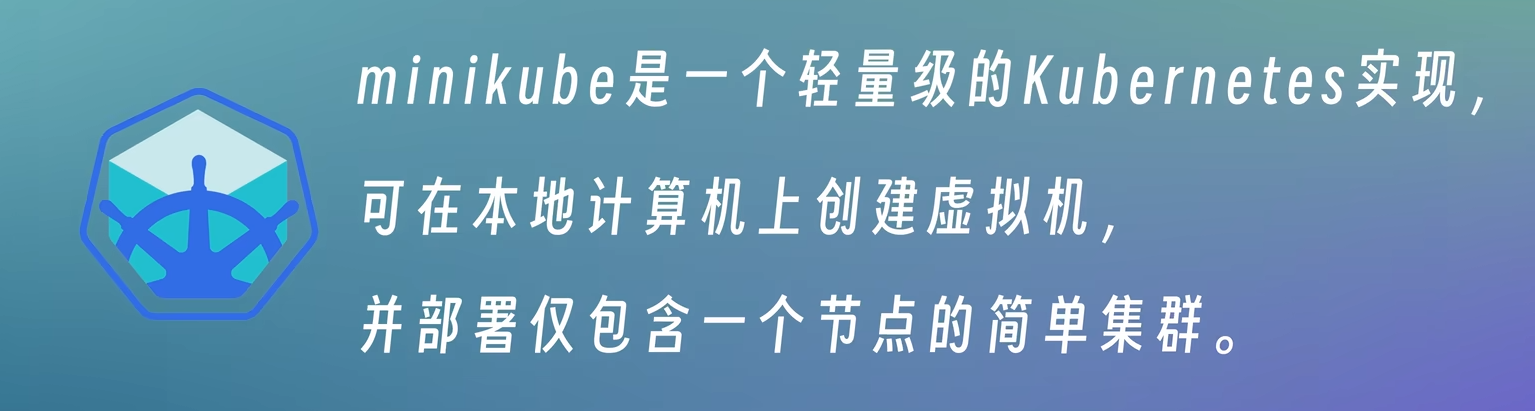 minikube是一个轻量级的Kubernetes实现，
可在本地计算机上创建虚拟机，
并部署仅包含一个节点的简单集群。